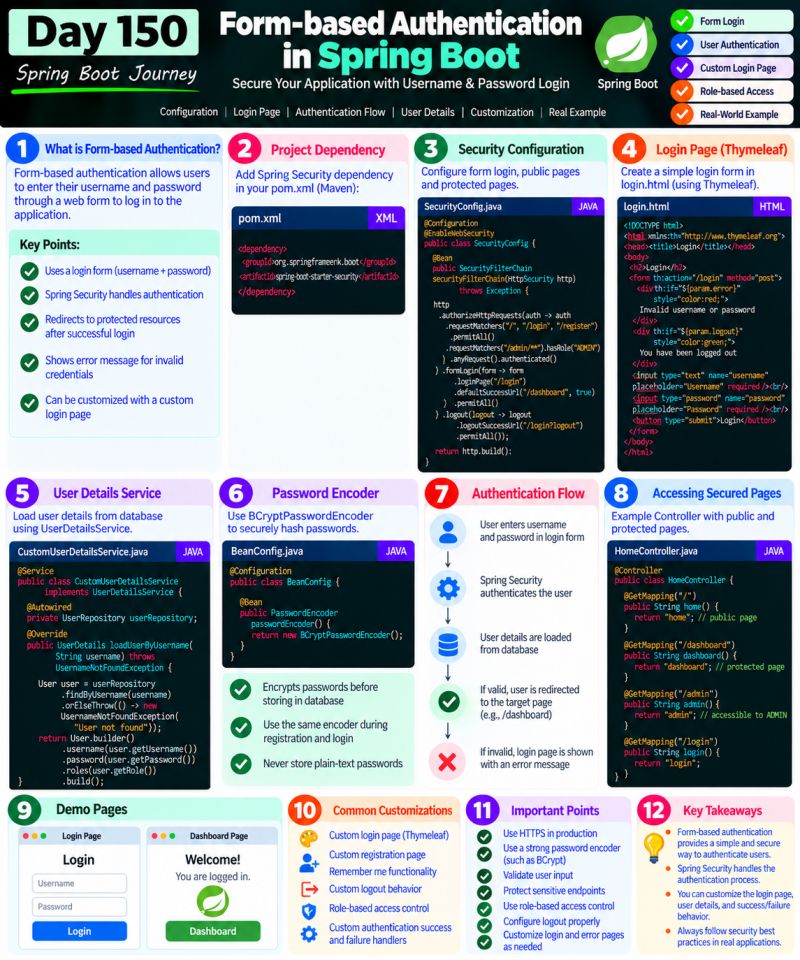 Day 150
Spring Boot Journey
Form-based Authentication
in Spring Boot
Secure Your Application with Username & Password Login
Spring Boot
Form Login
User Authentication
Custom Login Page
Role-based Access
Real-World Example
Configuration | Login Page | Authentication Flow | User Details | Customization | Real Example
1 What is Form-based Authentication?
Form-based authentication allows users
to enter their username and password
through a web form to log in to the
application.
Key Points:
Uses a login form (username + password)
Spring Security handles authentication
Redirects to protected resources
after successful login
Shows error message for invalid
credentials
Can be customized with a custom
login page
2 Project Dependency
Add Spring Security dependency
in your pom.xml (Maven):
pom.xml XML
<dependency>
<groupId>org.springframerk.boot</groupId>
<artifactId>spring-boot-starter-security</artifactId>
</dependency>
3 Security Configuration
Configure form login, public pages
and protected pages.
SecurityConfig.java JAVA
@Configuration
@EnableWebSecurity
public class SecurityConfig {
@Bean
public SecurityFilterChain
securityFilterChain(HttpSecurity http)
throws Exception {
http
.authorizeHttpRequests(auth -> auth
.requestMatchers("/", "/login", "/register")
.permitAll()
.requestMatchers("/admin/**").hasRole("ADMIN")
) .anyRequest().authenticated()
} .formLogin(form -> form
.loginPage("/login")
.defaultSuccessUrl("/dashboard", true)
) .permitAll()
} .logout(logout -> logout
.logoutSuccessUrl("/login?logout")
.permitAll());
return http.build():
}
4 Login Page (Thymeleaf)
Create a simple login form in
login.html (using Thymeleaf).
login.html HTML
<!DOCTYPE html>
<html xmlns:th="http://www.thymeleaf.org">
<head><title>Login</title></head>
<body>
<h2>Login</h2>
<form th:action="/login" method="post">
<div th:if="${param.error}"
style="color:red;">
Invalid username or password
</div>
<div th:if="${param.logout}"
style="color:green;">
You have been logged out
</div>
<input type="text" name="username"
placeholder="Username" required /><br/>
<input type="password" name="password"
placeholder="Password" required /><br/>
<button type="submit">Login</button>
</form>
</body>
</html>
5 User Details Service
Load user details from database
using UserDetailsService.
CustomUserDetailsService.java JAVA
@Service
public class CustomUserDetailsService
implements UserDetailsService {
@Autowired
private UserRepository userRepository;
@Override
public UserDetails loadUserByUsername(
String username) throws
UsernameNotFoundException {
User user = userRepository
.findByUsername(username)
.orElseThrow(() -> new
UsernameNotFoundException(
"User not found"});
return User.builder()
.username(user.getUsername())
.password(user.getPassword())
.roles(user.getRole())
} .build();
6 Password Encoder
Use BCryptPasswordEncoder
to securely hash passwords.
BeanConfig.java JAVA
@Configuration
public class BeanConfig {
@Bean
public PasswordEncoder
passwordEncoder() {
return new BCryptPasswordEncoder();
}
}
Encrypts passwords before
storing in database
Use the same encoder during
registration and login
Never store plain-text passwords
7 Authentication Flow
User enters username
and password in login form
Spring Security
authenticates the user
User details are loaded
from database
If valid, user is redirected
to the target page
(e.g., /dashboard)
If invalid, login page is shown
with an error message
8 Accessing Secured Pages
Example Controller with public and
protected pages.
HomeController.java JAVA
@Controller
public class HomeController {
@GetMapping("/")
public String home() {
return "home"; // public page
}
@GetMapping("/dashboard")
public String dashboard() {
return "dashboard"; // protected page
}
@GetMapping("/admin")
public String admin() {
return "admin"; // accessible to ADMIN
}
@GetMapping("/login")
public String login() {
return "login";
}
}
9 Demo Pages
Login Page
Login
Username
Password
Login
Dashboard Page
Welcome!
You are logged in.
Dashboard
10 Common Customizations
Custom login page (Thymeleaf)
Custom registration page
Remember me functionality
Custom logout behavior
Role-based access control
Custom authentication success
and failure handlers
11 Important Points
Use HTTPS in production
Use a strong password encoder
(such as BCrypt)
Validate user input
Protect sensitive endpoints
Use role-based access control
Configure logout properly
Customize login and error pages
as needed
12 Key Takeaways
Form-based authentication
provides a simple and secure
way to authenticate users.
Spring Security handles the
authentication process.
You can customize the login page,
user details, and success/failure
behavior.
Always follow security best
practices in real applications.